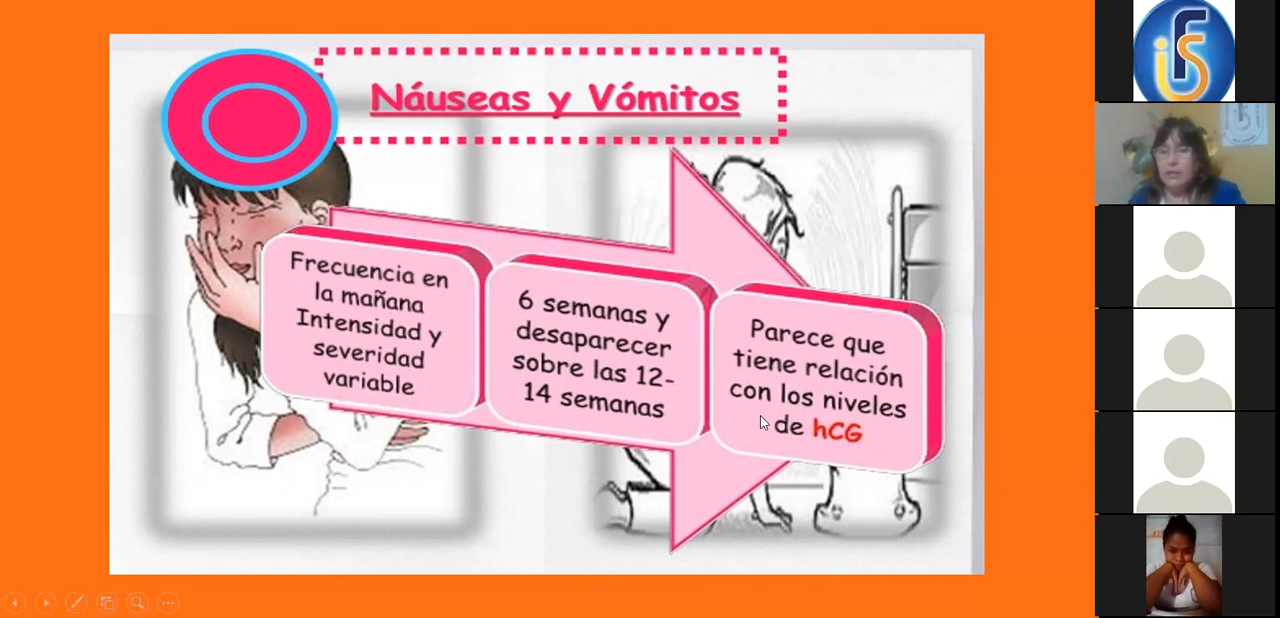 Náuseas y Vómitos
Frecuencia en
la mañana
Intensidad y
severidad
variable
6 semanas y
desaparecer
sobre las 12-
14 semanas
Parece que
tiene relación
con los niveles
de hCG
iFS